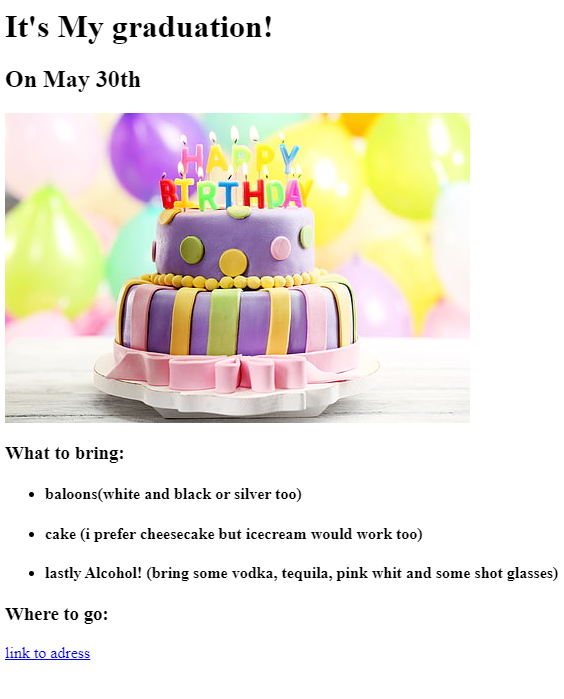 It's My graduation!
On May 30th
HAPPY
BIRTHDAY
What to bring:
baloons(white and black or silver too)
cake (i prefer cheesecake but icecream would work too)
lastly Alcohol! (bring some vodka, tequila, pink whit and some shot glasses)
Where to go:
link to adress